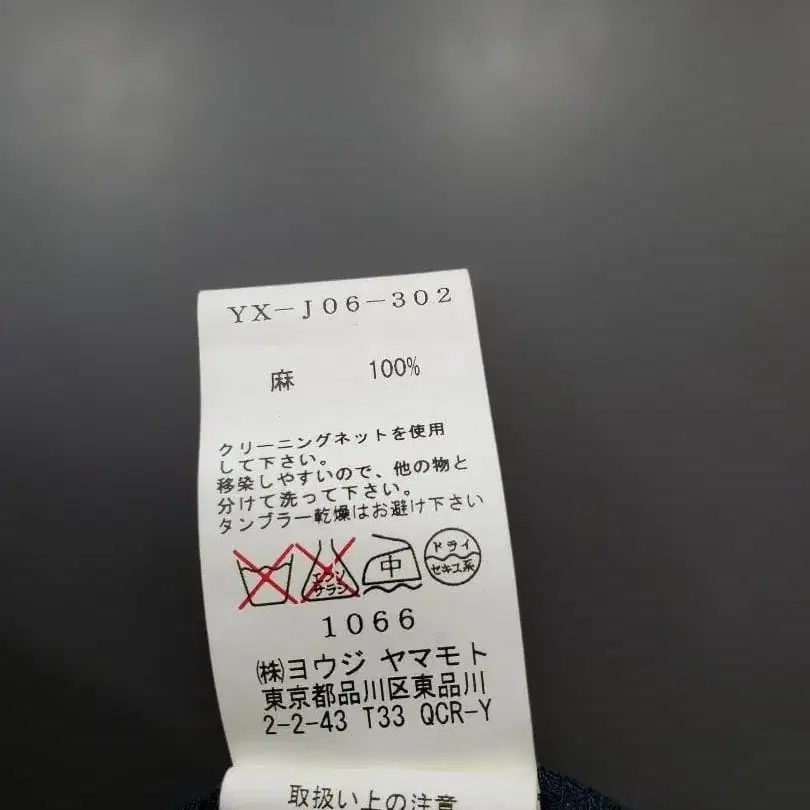 YX-J06-302
麻 100%
クリーニングネットを使用
して下さい。
移染しやすいので、他の物と
分けて洗って下さい。
タンブラー乾燥はお避け下さい
エンソ サラシ 中 ドライ セキユ系
1066
㈱ヨウジ ヤマモト
東京都品川区東品川
2-2-43 T33 QCR-Y
取扱い上の注意